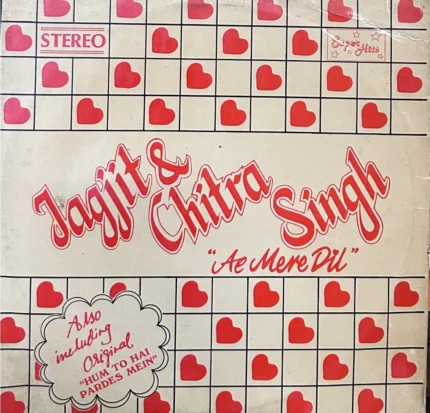 STEREO
Super Hits
Jagjit & Chitra Singh
"Ae Mere Dil"
Also
including
Original
"HUM TO HAI
PARDES MEIN"